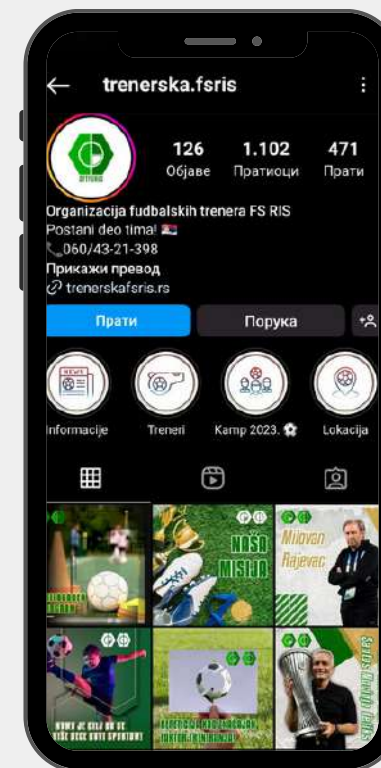 trenerska.fsris
126
Објаве
1.102
Пратиоци
471
Прати
Organizacija fudbalskih trenera FS RIS
Postani deo tima!
060/43-21-398
Прикажи превод
trenerskafsris.rs
Прати
Порука
Informacije
Treneri
Kamp 2023.
Lokacija
NAŠA
MISIJA
Milovan
Rajevac